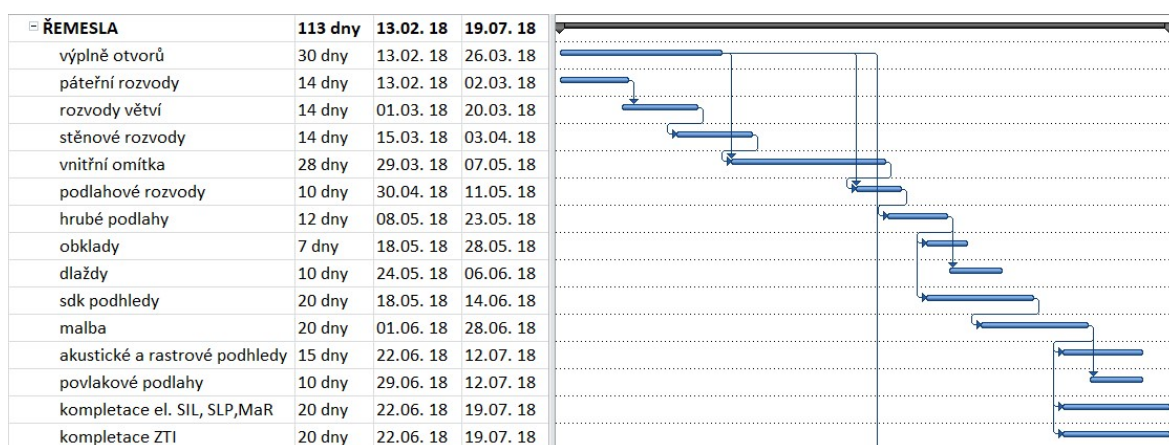 ŘEMESLA 113 dny 13.02. 18 19.07. 18
výplně otvorů 30 dny 13.02. 18 26.03. 18
páteřní rozvody 14 dny 13.02. 18 02.03. 18
rozvody větví 14 dny 01.03. 18 20.03. 18
stěnové rozvody 14 dny 15.03. 18 03.04. 18
vnitřní omítka 28 dny 29.03. 18 07.05. 18
podlahové rozvody 10 dny 30.04. 18 11.05. 18
hrubé podlahy 12 dny 08.05. 18 23.05. 18
obklady 7 dny 18.05. 18 28.05. 18
dlaždy 10 dny 24.05. 18 06.06. 18
sdk podhledy 20 dny 18.05. 18 14.06. 18
malba 20 dny 01.06. 18 28.06. 18
akustické a rastrové podhledy 15 dny 22.06. 18 12.07. 18
povlakové podlahy 10 dny 29.06. 18 12.07. 18
kompletace el. SIL, SLP,MaR 20 dny 22.06. 18 19.07. 18
kompletace ZTI 20 dny 22.06. 18 19.07. 18